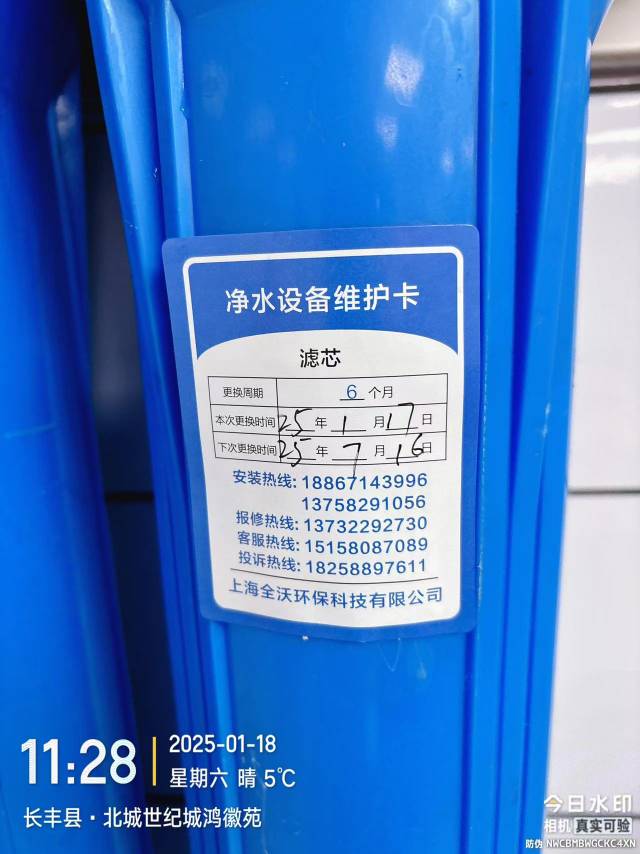 净水设备维护卡
滤芯
更换周期 6 个月
本次更换时间 25 年 1 月 17 日
下次更换时间 25 年 7 月 16 日
安装热线: 18867143996
13758291056
报修热线: 13732292730
客服热线: 15158087089
投诉热线: 18258897611
上海全沃环保科技有限公司
11:28
2025-01-18
星期六 晴 5℃
长丰县·北城世纪城鸿徽苑
今日水印
相机 真实可验
防伪 NWCBMBWGCKC4XN